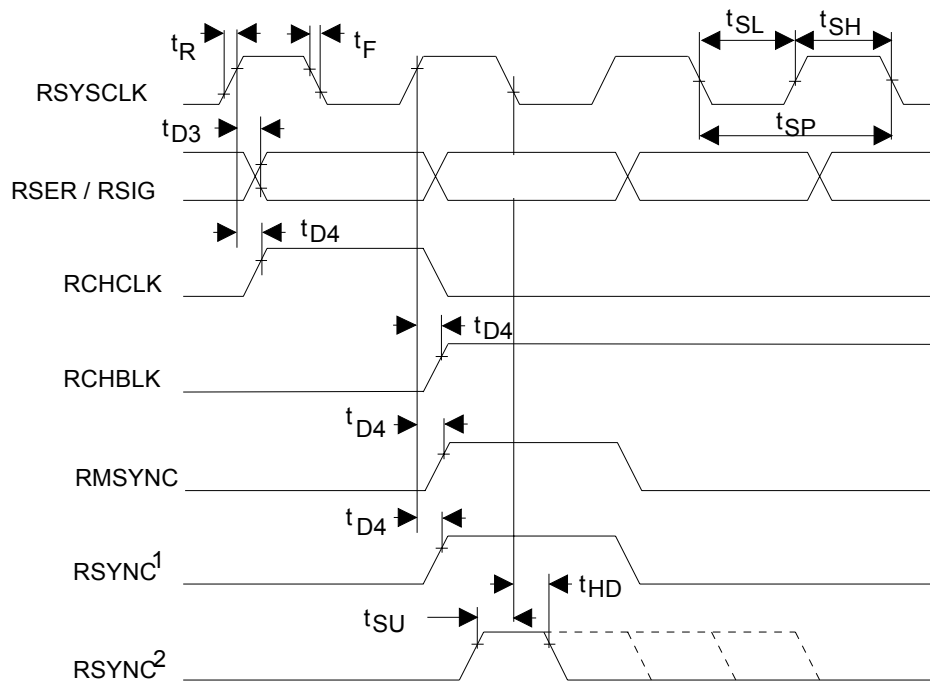 tR tF tSL tSH
RSYSCLK
tD3 tSP
RSER / RSIG
tD4
RCHCLK
tD4
RCHBLK
tD4
RMSYNC
tD4
RSYNC1
tHD
tSU
RSYNC2